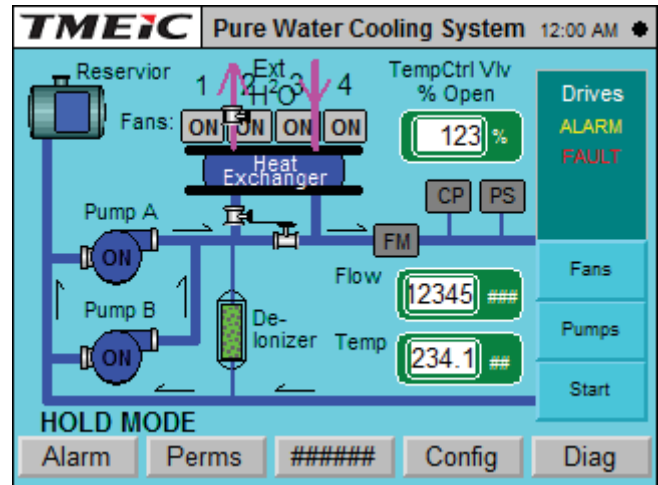 TMEiC Pure Water Cooling System 12:00 AM
Reservior
Ext
H2O
1 2 3 4
TempCtrl Vlv
% Open
Drives
ALARM
FAULT
Fans: ON ON ON ON
123 %
Heat
Exchanger
CP PS
Pump A
FM
ON
Flow
12345 ###
Fans
Pump B
De-
Ionizer
Temp
234.1 ##
Pumps
ON
Start
HOLD MODE
Alarm Perms ###### Config Diag